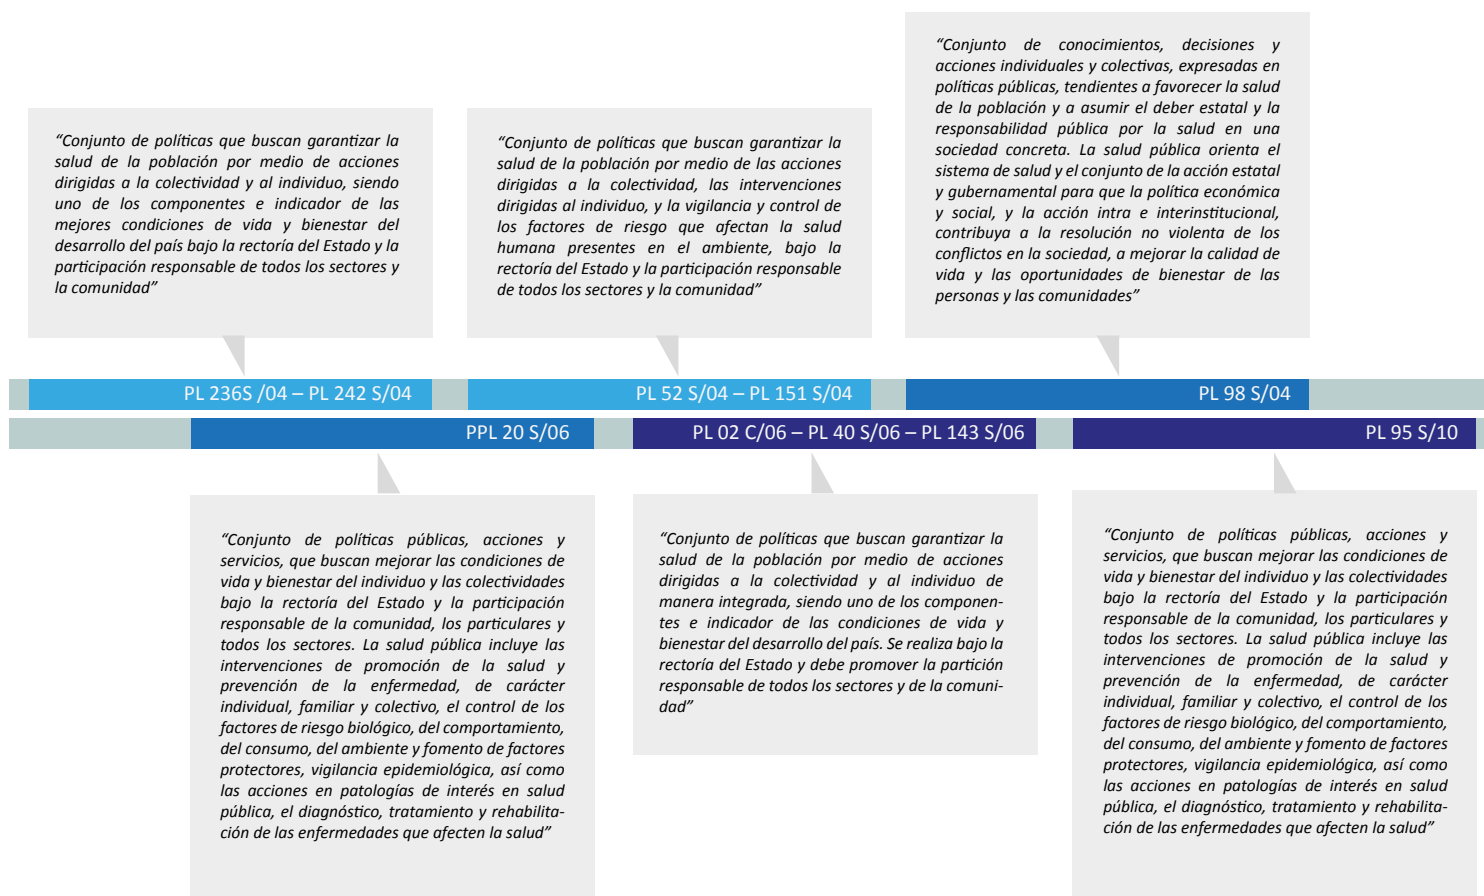 “Conjunto de políticas que buscan garantizar la
salud de la población por medio de acciones
dirigidas a la colectividad y al individuo, siendo
uno de los componentes e indicador de las
mejores condiciones de vida y bienestar del
desarrollo del país bajo la rectoría del Estado y la
participación responsable de todos los sectores y
la comunidad”
“Conjunto de políticas que buscan garantizar la
salud de la población por medio de las acciones
dirigidas a la colectividad, las intervenciones
dirigidas al individuo, y la vigilancia y control de
los factores de riesgo que afectan la salud
humana presentes en el ambiente, bajo la
rectoría del Estado y la participación responsable
de todos los sectores y la comunidad”
“Conjunto de conocimientos, decisiones y
acciones individuales y colectivas, expresadas en
políticas públicas, tendientes a favorecer la salud
de la población y a asumir el deber estatal y la
responsabilidad pública por la salud en una
sociedad concreta. La salud pública orienta el
sistema de salud y el conjunto de la acción estatal
y gubernamental para que la política económica
y social, y la acción intra e interinstitucional,
contribuya a la resolución no violenta de los
conflictos en la sociedad, a mejorar la calidad de
vida y las oportunidades de bienestar de las
personas y las comunidades”
PL 236S /04 – PL 242 S/04
PL 52 S/04 – PL 151 S/04
PL 98 S/04
PPL 20 S/06
PL 02 C/06 – PL 40 S/06 – PL 143 S/06
PL 95 S/10
“Conjunto de políticas públicas, acciones y
servicios, que buscan mejorar las condiciones de
vida y bienestar del individuo y las colectividades
bajo la rectoría del Estado y la participación
responsable de la comunidad, los particulares y
todos los sectores. La salud pública incluye las
intervenciones de promoción de la salud y
prevención de la enfermedad, de carácter
individual, familiar y colectivo, el control de los
factores de riesgo biológico, del comportamiento,
del consumo, del ambiente y fomento de factores
protectores, vigilancia epidemiológica, así como
las acciones en patologías de interés en salud
pública, el diagnóstico, tratamiento y rehabilita-
ción de las enfermedades que afecten la salud”
“Conjunto de políticas que buscan garantizar la
salud de la población por medio de acciones
dirigidas a la colectividad y al individuo de
manera integrada, siendo uno de los componen-
tes e indicador de las condiciones de vida y
bienestar del desarrollo del país. Se realiza bajo la
rectoría del Estado y debe promover la partición
responsable de todos los sectores y de la comuni-
dad”
“Conjunto de políticas públicas, acciones y
servicios, que buscan mejorar las condiciones de
vida y bienestar del individuo y las colectividades
bajo la rectoría del Estado y la participación
responsable de la comunidad, los particulares y
todos los sectores. La salud pública incluye las
intervenciones de promoción de la salud y
prevención de la enfermedad, de carácter
individual, familiar y colectivo, el control de los
factores de riesgo biológico, del comportamiento,
del consumo, del ambiente y fomento de factores
protectores, vigilancia epidemiológica, así como
las acciones en patologías de interés en salud
pública, el diagnóstico, tratamiento y rehabilita-
ción de las enfermedades que afecten la salud”